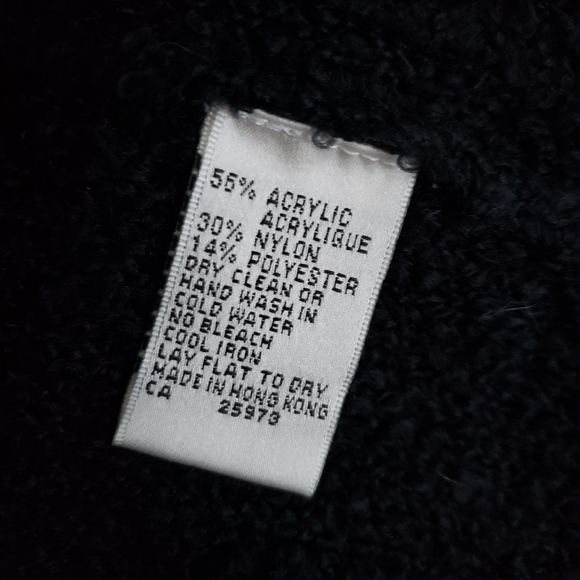 56% ACRYLIC
ACRYLIQUE
30% NYLON
14% POLYESTER
DRY CLEAN OR
HAND WASH IN
COLD WATER
NO BLEACH
COOL IRON
LAY FLAT TO DRY
MADE IN HONG KONG
CA 25973